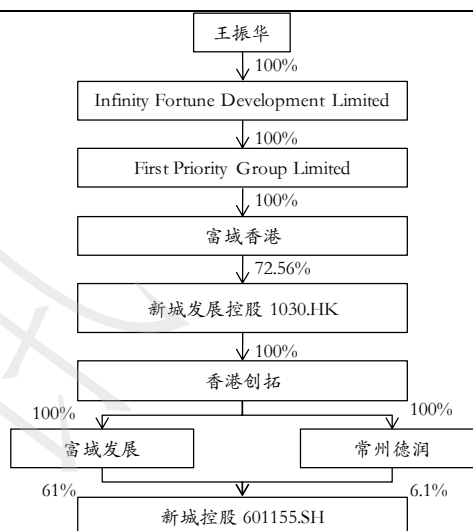 王振华
100%
Infinity Fortune Development Limited
100%
First Priority Group Limited
100%
富域香港
72.56%
新城发展控股 1030.HK
100%
香港创拓
100% 100%
富域发展 常州德润
61% 6.1%
新城控股 601155.SH